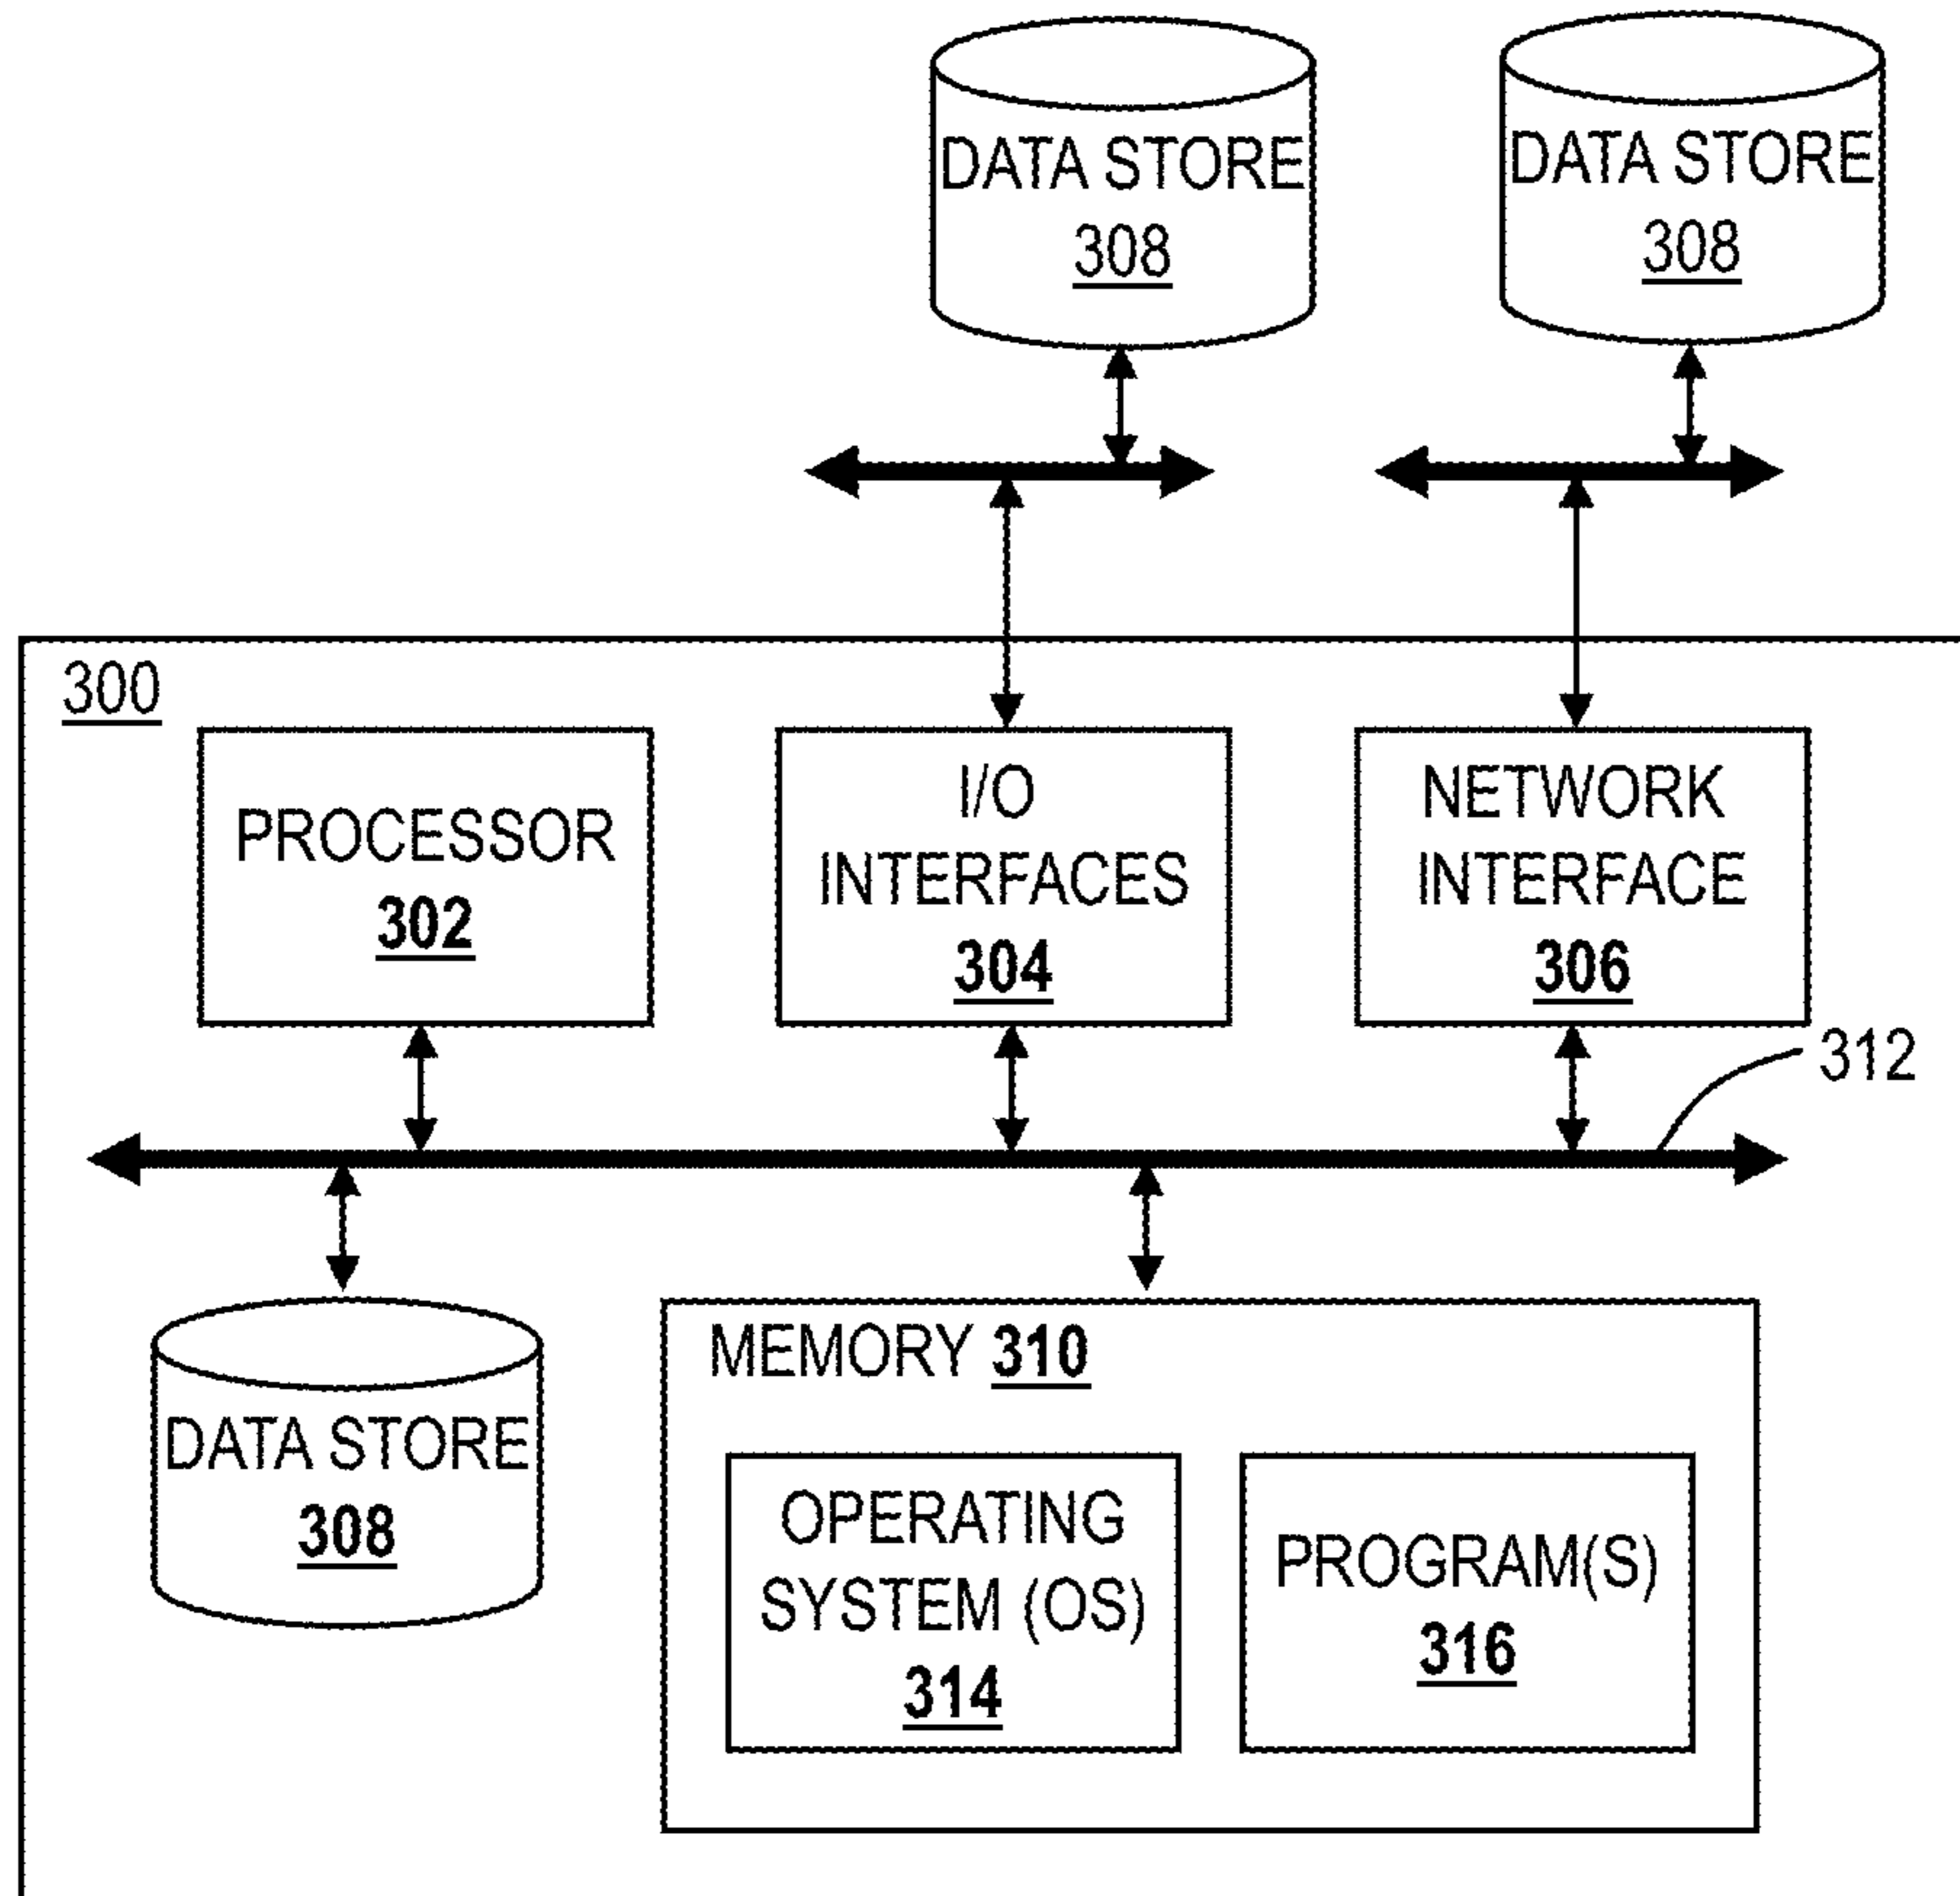 DATA STORE
308
DATA STORE
308
300
PROCESSOR
302
I/O
INTERFACES
304
NETWORK
INTERFACE
306
312
DATA STORE
308
MEMORY 310
OPERATING
SYSTEM (OS)
314
PROGRAM(S)
316